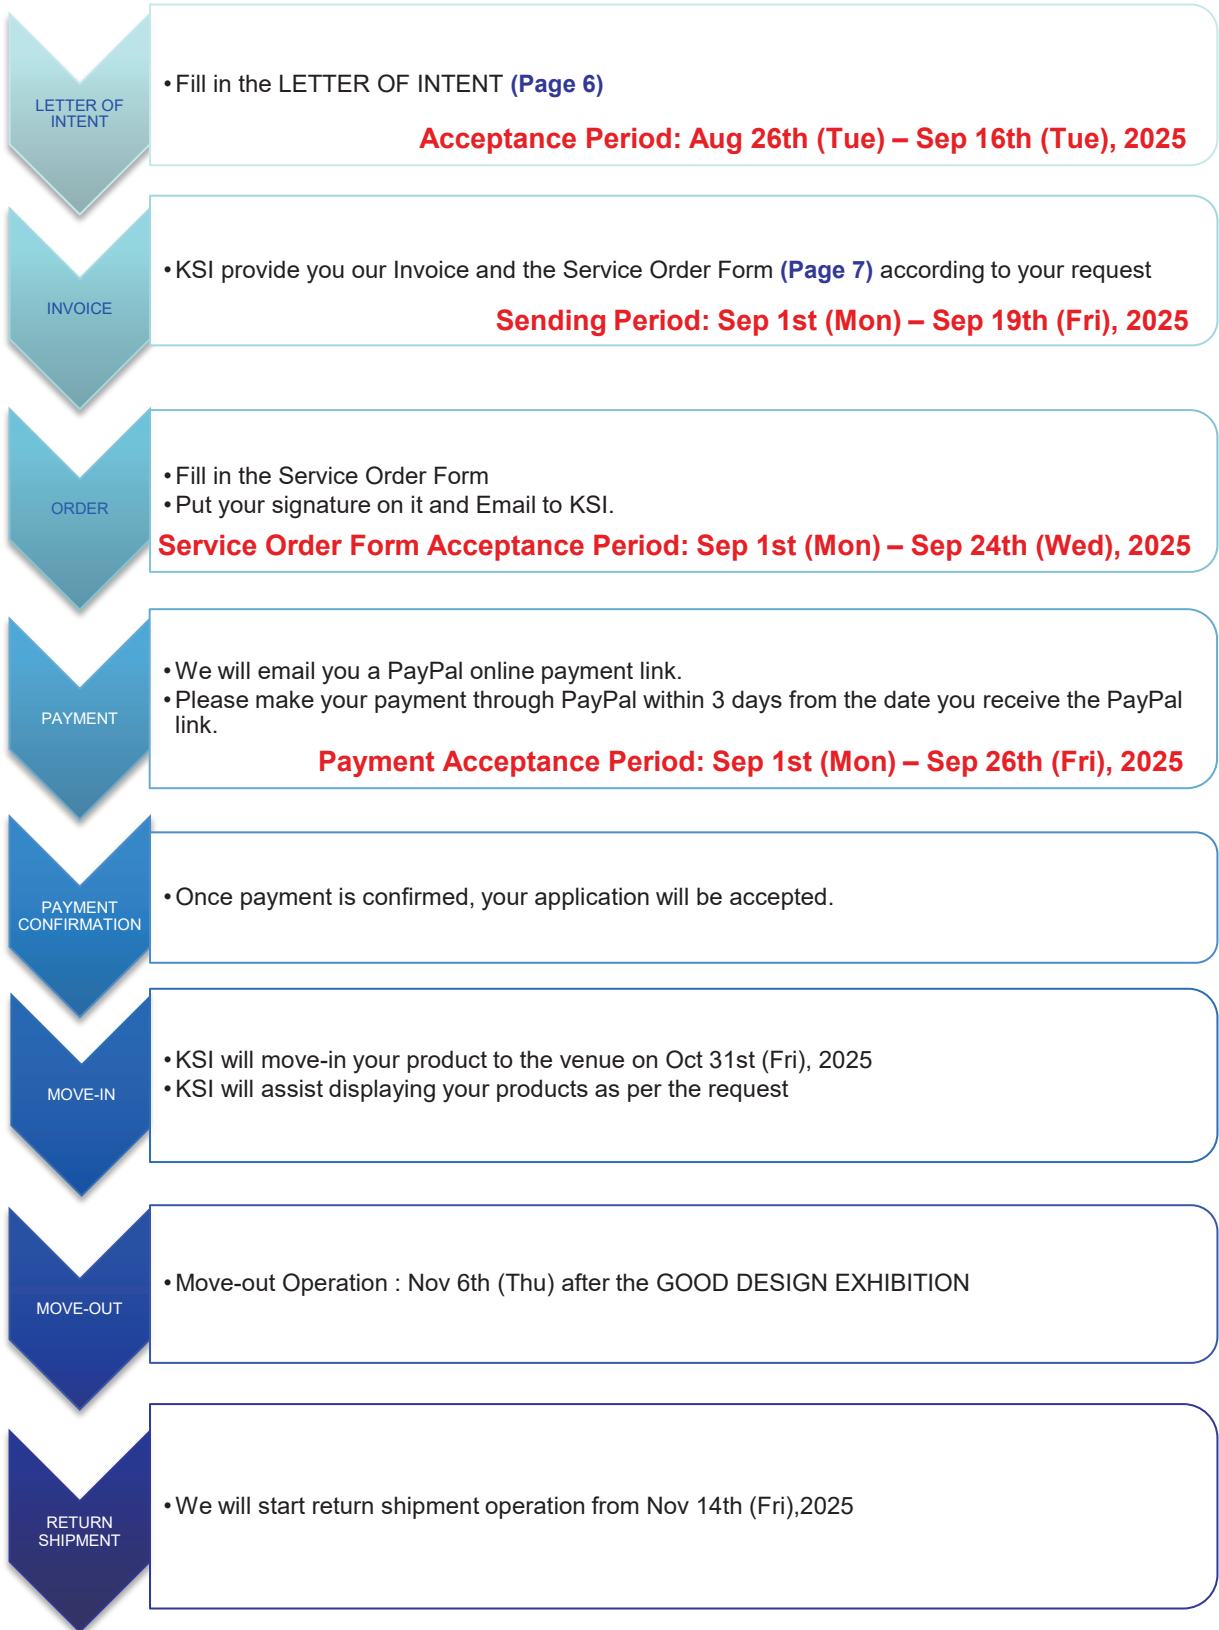 LETTER OF
INTENT
•Fill in the LETTER OF INTENT (Page 6)
Acceptance Period: Aug 26th (Tue) – Sep 16th (Tue), 2025
INVOICE
•KSI provide you our Invoice and the Service Order Form (Page 7) according to your request
Sending Period: Sep 1st (Mon) – Sep 19th (Fri), 2025
ORDER
•Fill in the Service Order Form
•Put your signature on it and Email to KSI.
Service Order Form Acceptance Period: Sep 1st (Mon) – Sep 24th (Wed), 2025
PAYMENT
•We will email you a PayPal online payment link.
•Please make your payment through PayPal within 3 days from the date you receive the PayPal
link.
Payment Acceptance Period: Sep 1st (Mon) – Sep 26th (Fri), 2025
PAYMENT
CONFIRMATION
•Once payment is confirmed, your application will be accepted.
MOVE-IN
•KSI will move-in your product to the venue on Oct 31st (Fri), 2025
•KSI will assist displaying your products as per the request
MOVE-OUT
•Move-out Operation : Nov 6th (Thu) after the GOOD DESIGN EXHIBITION
RETURN
SHIPMENT
•We will start return shipment operation from Nov 14th (Fri),2025